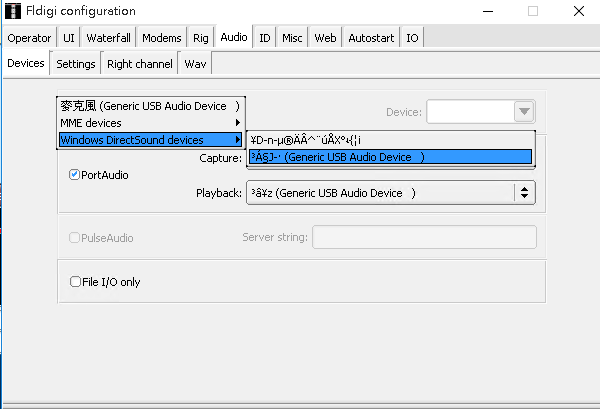 Fldigi configuration
Operator UI Waterfall Modems Rig Audio ID Misc Web Autostart IO
Devices Settings Right channel Wav
麥克風 (Generic USB Audio Device )
Device:
MME devices
Windows DirectSound devices
¥D-n-µ®ÄÂ^¨úÅX°‹{¦¡
Capture:
³Á§J-· (Generic USB Audio Device )
PortAudio
Playback:
³â¥z (Generic USB Audio Device )
PulseAudio
Server string:
File I/O only